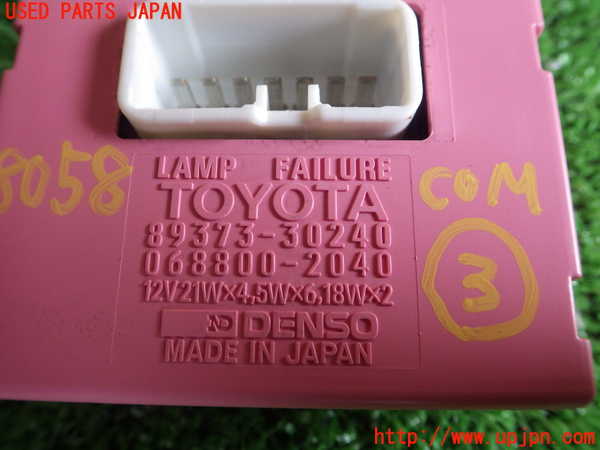 USED PARTS JAPAN
8058
LAMP FAILURE
TOYOTA
89373-30240
068800-2040
12V21W×4,5W×6,18W×2
ND DENSO
MADE IN JAPAN
COM
3
http://www.upjpn.com